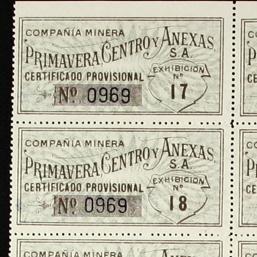 COMPAÑIA MINERA
PRIMAVERA CENTRO Y ANEXAS
S.A.
CERTIFICADO PROVISIONAL
EXHIBICION
Nº
Nº 0969
17
COMPAÑIA MINERA
PRIMAVERA CENTRO Y ANEXAS
S.A.
CERTIFICADO PROVISIONAL
EXHIBICION
Nº
Nº 0969
18
COMPAÑIA MINERA